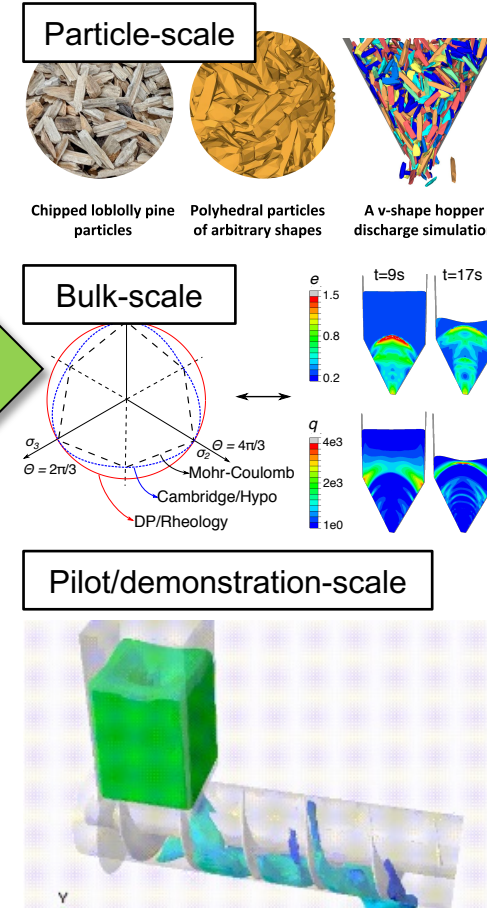 Particle-scale
Chipped loblolly pine
particles
Polyhedral particles
of arbitrary shapes
A v-shape hopper
discharge simulation
Bulk-scale
e
1.5
0.8
0.2
t=9s
t=17s
σ3
Θ = 2π/3
σ2
Θ = 4π/3
Mohr-Coulomb
Cambridge/Hypo
DP/Rheology
q
4e3
2e3
1e0
Pilot/demonstration-scale
Y